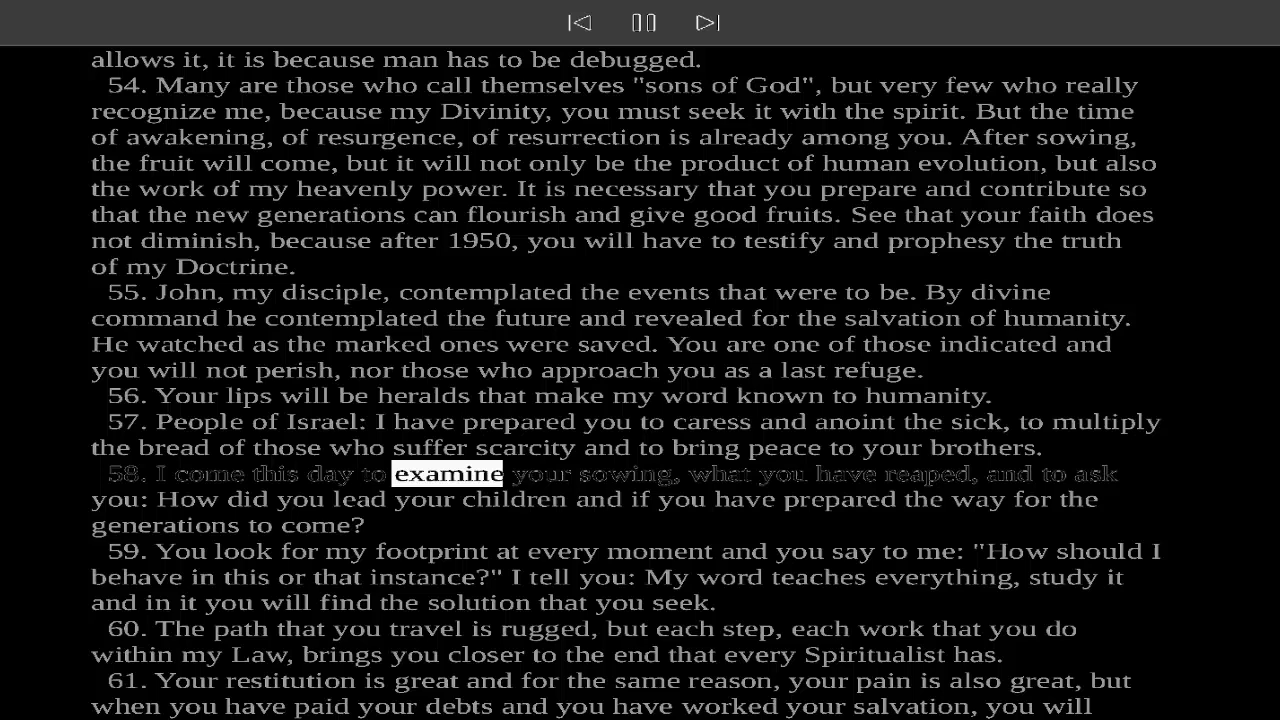 allows it, it is because man has to be debugged.
54. Many are those who call themselves "sons of God", but very few who really
recognize me, because my Divinity, you must seek it with the spirit. But the time
of awakening, of resurgence, of resurrection is already among you. After sowing,
the fruit will come, but it will not only be the product of human evolution, but also
the work of my heavenly power. It is necessary that you prepare and contribute so
that the new generations can flourish and give good fruits. See that your faith does
not diminish, because after 1950, you will have to testify and prophesy the truth
of my Doctrine.
55. John, my disciple, contemplated the events that were to be. By divine
command he contemplated the future and revealed for the salvation of humanity.
He watched as the marked ones were saved. You are one of those indicated and
you will not perish, nor those who approach you as a last refuge.
56. Your lips will be heralds that make my word known to humanity.
57. People of Israel: I have prepared you to caress and anoint the sick, to multiply
the bread of those who suffer scarcity and to bring peace to your brothers.
58. I come this day to examine your sowing, what you have reaped, and to ask
you: How did you lead your children and if you have prepared the way for the
generations to come?
59. You look for my footprint at every moment and you say to me: "How should I
behave in this or that instance?" I tell you: My word teaches everything, study it
and in it you will find the solution that you seek.
60. The path that you travel is rugged, but each step, each work that you do
within my Law, brings you closer to the end that every Spiritualist has.
61. Your restitution is great and for the same reason, your pain is also great, but
when you have paid your debts and you have worked your salvation, you will